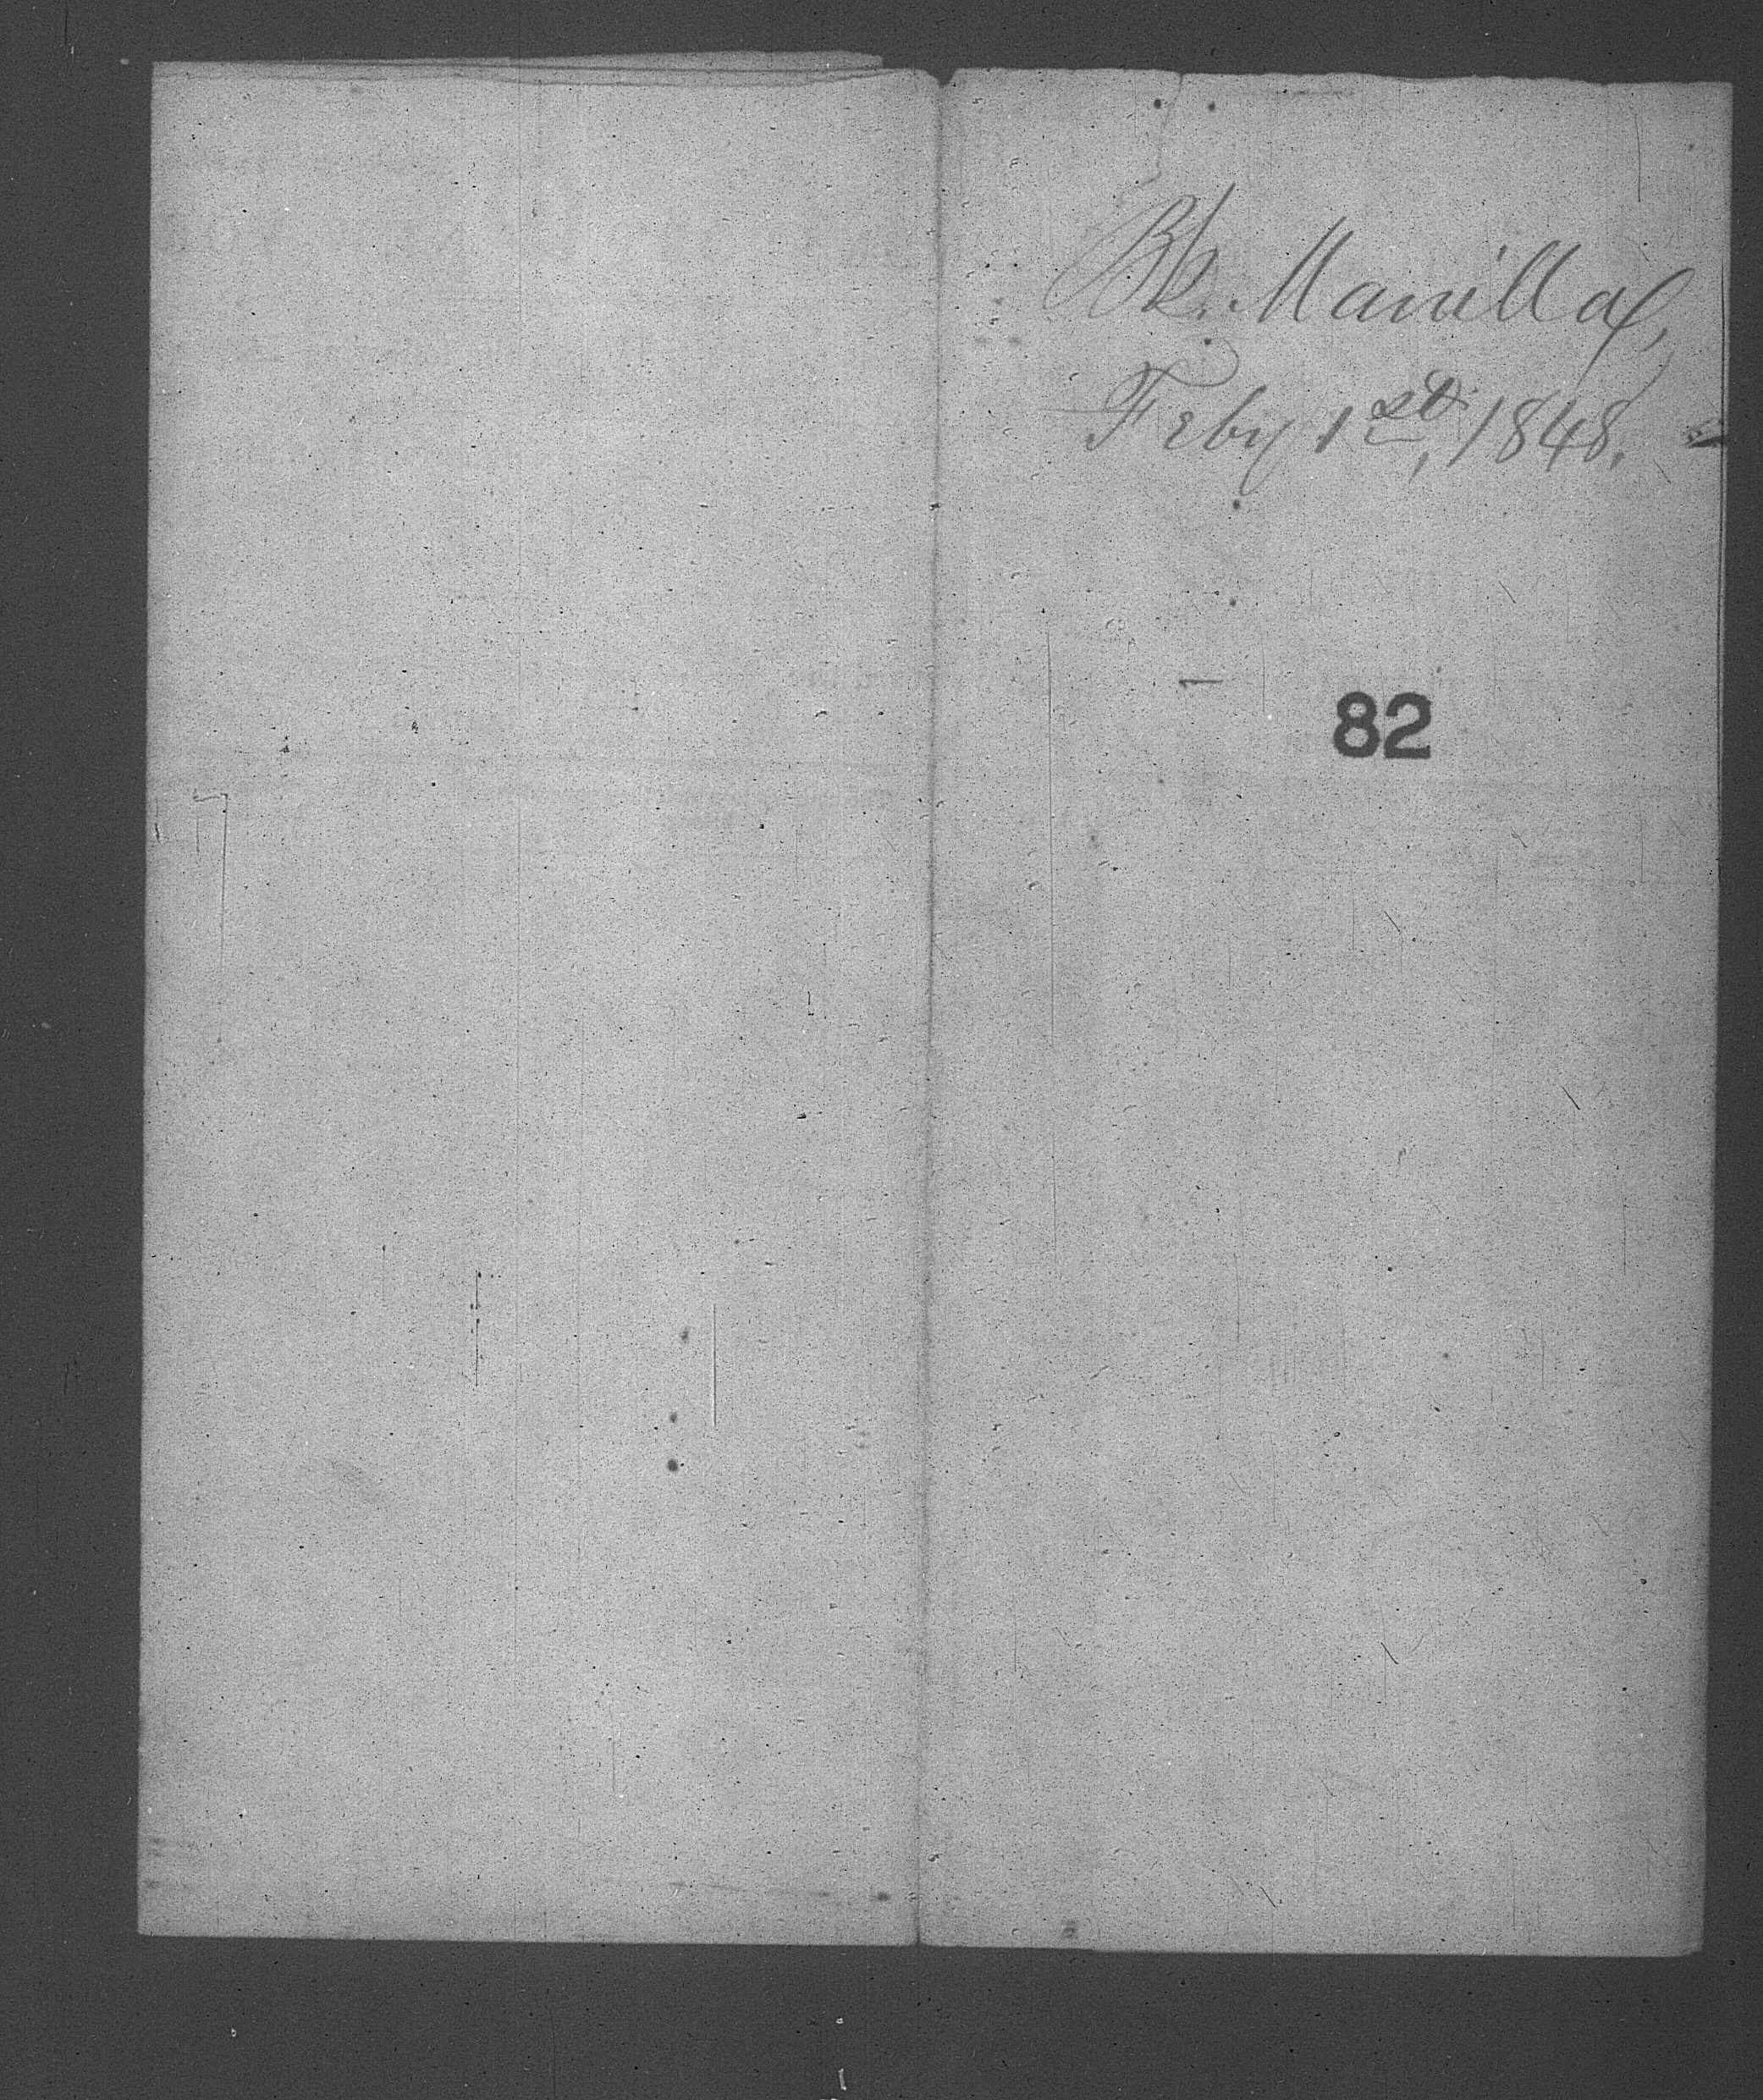 Bk. Manilla,
Feby 1st, 1848.
82